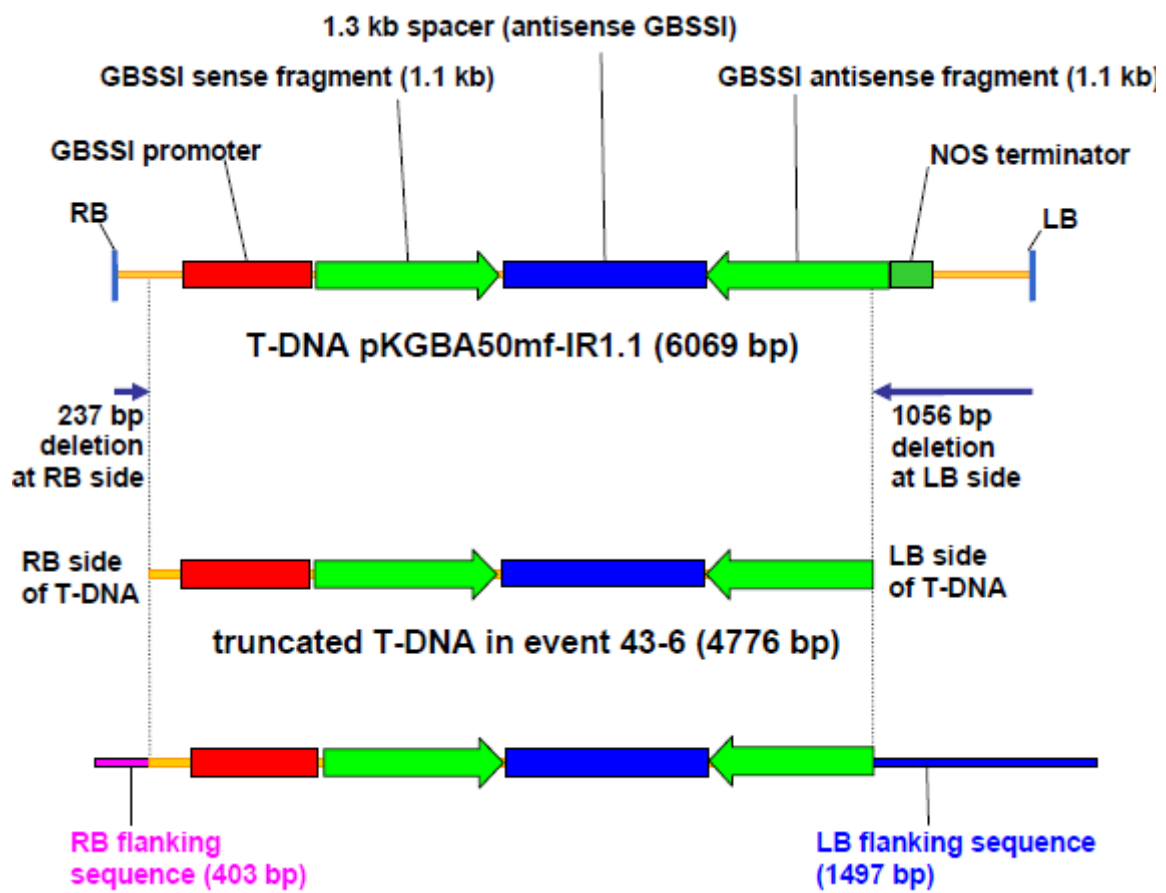 1.3 kb spacer (antisense GBSSI)
GBSSI sense fragment (1.1 kb)
GBSSI antisense fragment (1.1 kb)
GBSSI promoter
NOS terminator
RB
LB
T-DNA pKGBA50mf-IR1.1 (6069 bp)
237 bp
deletion
at RB side
1056 bp
deletion
at LB side
RB side
of T-DNA
LB side
of T-DNA
truncated T-DNA in event 43-6 (4776 bp)
RB flanking
sequence (403 bp)
LB flanking sequence
(1497 bp)